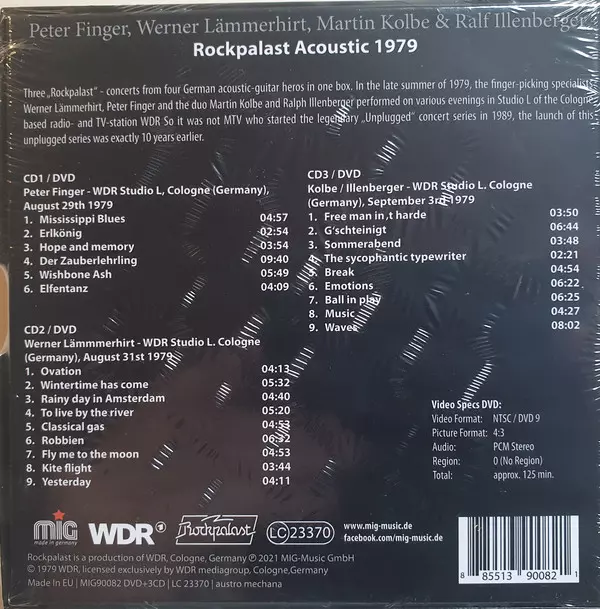 Peter Finger, Werner Lämmerhirt, Martin Kolbe & Ralf Illenberger
Rockpalast Acoustic 1979
Three „Rockpalast" - concerts from four German acoustic-guitar heros in one box. In the late summer of 1979, the finger-picking specialists
Werner Lämmerhirt, Peter Finger and the duo Martin Kolbe and Ralph Illenberger performed on various evenings in Studio L of the Cologne
based radio- and TV-station WDR So it was not MTV who started the legendary „Unplugged" concert series in 1989, the launch of this
unplugged series was exactly 10 years earlier.
CD1 / DVD
Peter Finger - WDR Studio L, Cologne (Germany),
August 29th 1979
1. Mississippi Blues 04:57
2. Erlkönig 02:54
3. Hope and memory 03:54
4. Der Zauberlehrling 09:40
5. Wishbone Ash 05:49
6. Elfentanz 04:09
CD2 / DVD
Werner Lämmmerhirt - WDR Studio L. Cologne
(Germany), August 31st 1979
1. Ovation 04:13
2. Wintertime has come 05:32
3. Rainy day in Amsterdam 04:40
4. To live by the river 05:20
5. Classical gas 04:53
6. Robbien 06:32
7. Fly me to the moon 04:53
8. Kite flight 03:44
9. Yesterday 04:11
CD3 / DVD
Kolbe / Illenberger - WDR Studio L. Cologne
(Germany), September 3rd 1979
1. Free man in,t harde 03:50
2. G'schteinigt 06:44
3. Sommerabend 03:48
4. The sycophantic typewriter 02:21
5. Break 04:54
6. Emotions 06:22
7. Ball in play 06:25
8. Music 04:27
9. Waves 08:02
Video Specs DVD:
Video Format: NTSC / DVD 9
Picture Format: 4:3
Audio: PCM Stereo
Region: 0 (No Region)
Total: approx. 125 min.
mig
made in germany
WDR
Rockpalast
LC 23370
www.mig-music.de
facebook.com/mig-music.de
Rockpalast is a production of WDR, Cologne, Germany ℗ 2021 MIG-Music GmbH
© 1979 WDR, licensed exclusively by WDR mediagroup, Cologne,Germany
Made in EU | MIG90082 DVD+3CD | LC 23370 | austro mechana
8 85513 90082 1